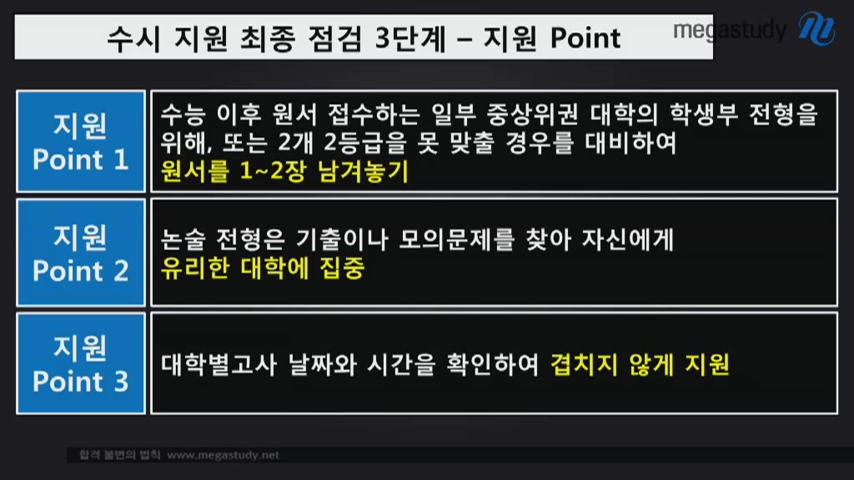 수시 지원 최종 점검 3단계 – 지원 Point
megastudy
지원
Point 1
수능 이후 원서 접수하는 일부 중상위권 대학의 학생부 전형을
위해, 또는 2개 2등급을 못 맞출 경우를 대비하여
원서를 1~2장 남겨놓기
지원
Point 2
논술 전형은 기출이나 모의문제를 찾아 자신에게
유리한 대학에 집중
지원
Point 3
대학별고사 날짜와 시간을 확인하여 겹치지 않게 지원
합격 불변의 법칙 www.megastudy.net